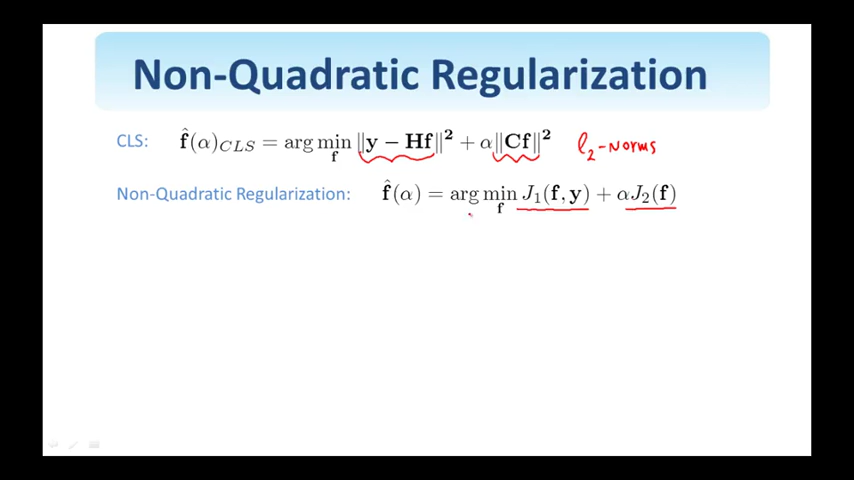 Non-Quadratic Regularization
CLS: f̂(α)_CLS = arg min_f ‖y − Hf‖² + α‖Cf‖² ℓ₂-norms
Non-Quadratic Regularization: f̂(α) = arg min_f J₁(f, y) + αJ₂(f)